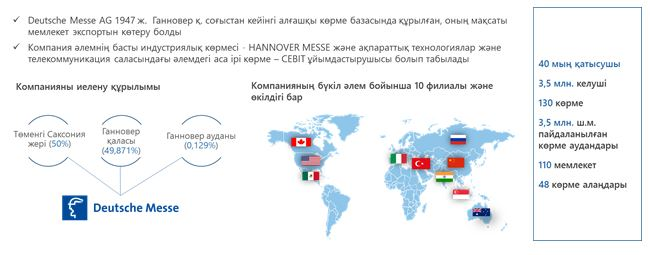 Deutsche Messe AG 1947 ж. Ганновер қ, соғыстан кейінгі алғашқы көрме базасында құрылған, оның мақсаты
мемлекет экспортын көтеру болды
Компания әлемнің басты индустриялық көрмесі - HANNOVER MESSE және ақпараттық технологиялар және
телекоммуникация саласындағы әлемдегі аса ірі көрме – CEBIT ұйымдастырушысы болып табылады
Компанияны иелену құрылымы
Төменгі Саксония
жері (50%)
Ганновер
қаласы
(49,871%)
Ганновер ауданы
(0,129%)
Deutsche Messe
Компанияның бүкіл әлем бойынша 10 филиалы және
өкілдігі бар
40 мың қатысушы
3,5 млн. келуші
130 көрме
3,5 млн. ш.м.
пайдаланылған
көрме аудандары
110 мемлекет
48 көрме алаңдары